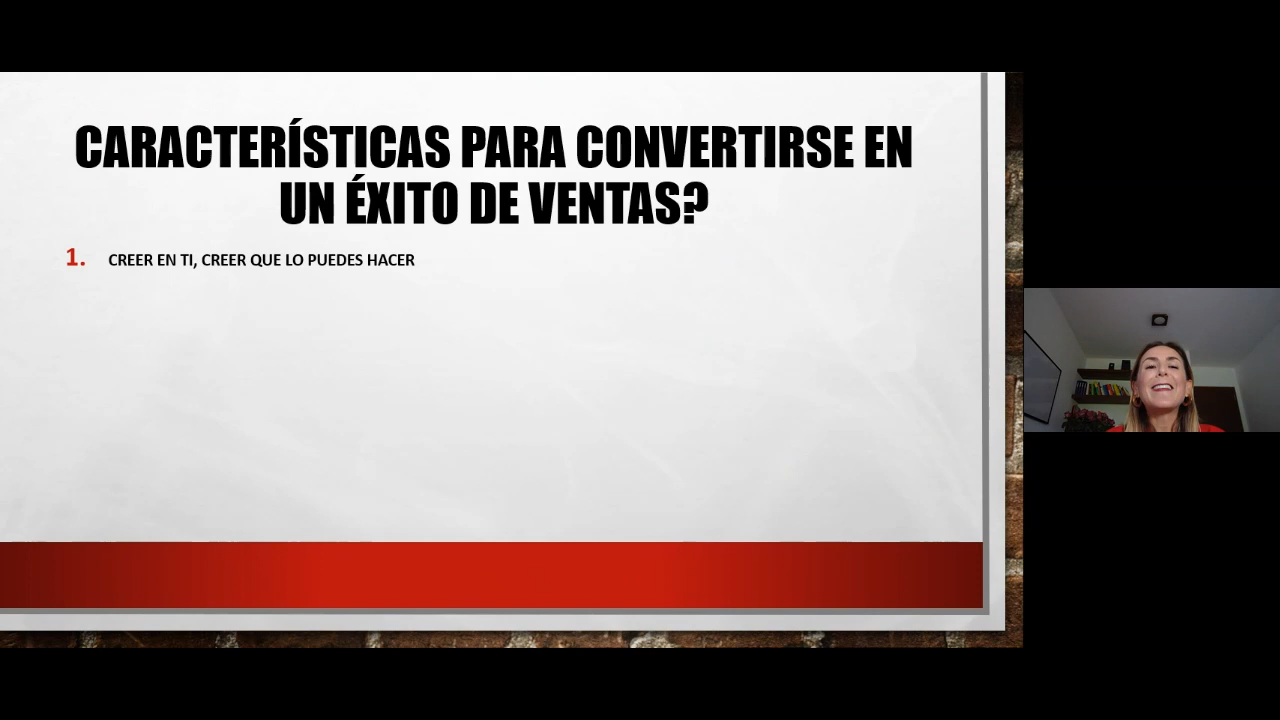 CARACTERÍSTICAS PARA CONVERTIRSE EN
UN ÉXITO DE VENTAS?
1. CREER EN TI, CREER QUE LO PUEDES HACER